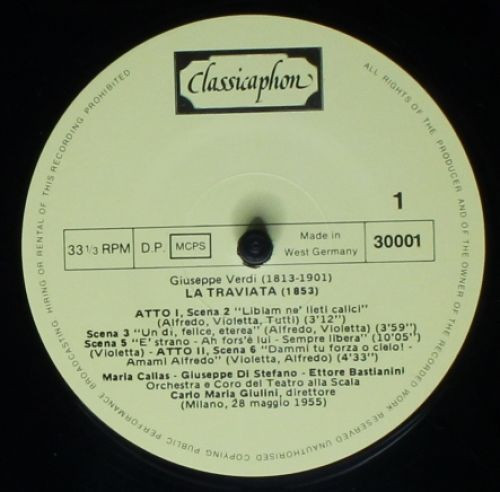 Classicaphon
1
33 1/3 RPM
D.P.
MCPS
Made in
West Germany
30001
Giuseppe Verdi (1813-1901)
LA TRAVIATA (1853)
ATTO I, Scena 2 "Libiam ne' lieti calici"
(Alfredo, Violetta, Tutti) (3'12")
Scena 3 "Un dì, felice, eterea" (Alfredo, Violetta) (3'59")
Scena 5 "E' strano - Ah fors'è lui - Sempre libera" (10'05")
(Violetta) - ATTO II, Scena 6 "Dammi tu forza o cielo! -
Amami Alfredo" (Violetta, Alfredo) (4'33")
Maria Callas - Giuseppe Di Stefano - Ettore Bastianini
Orchestra e Coro del Teatro alla Scala
Carlo Maria Giulini, direttore
(Milano, 28 maggio 1955)
ALL RIGHTS OF THE PRODUCER AND OF THE OWNER OF THE RECORDED WORK RESERVED UNAUTHORISED COPYING PUBLIC PERFORMANCE BROADCASTING HIRING OR RENTAL OF THIS RECORDING PROHIBITED